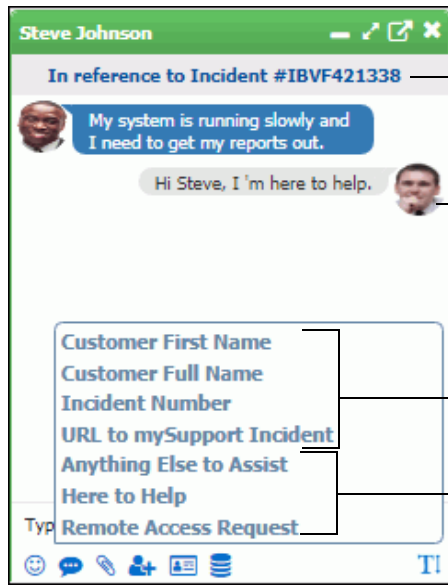 Steve Johnson
In reference to Incident #IBVF421338
My system is running slowly and
I need to get my reports out.
Hi Steve, I 'm here to help.
Customer First Name
Customer Full Name
Incident Number
URL to mySupport Incident
Anything Else to Assist
Here to Help
Typ
Remote Access Request
T